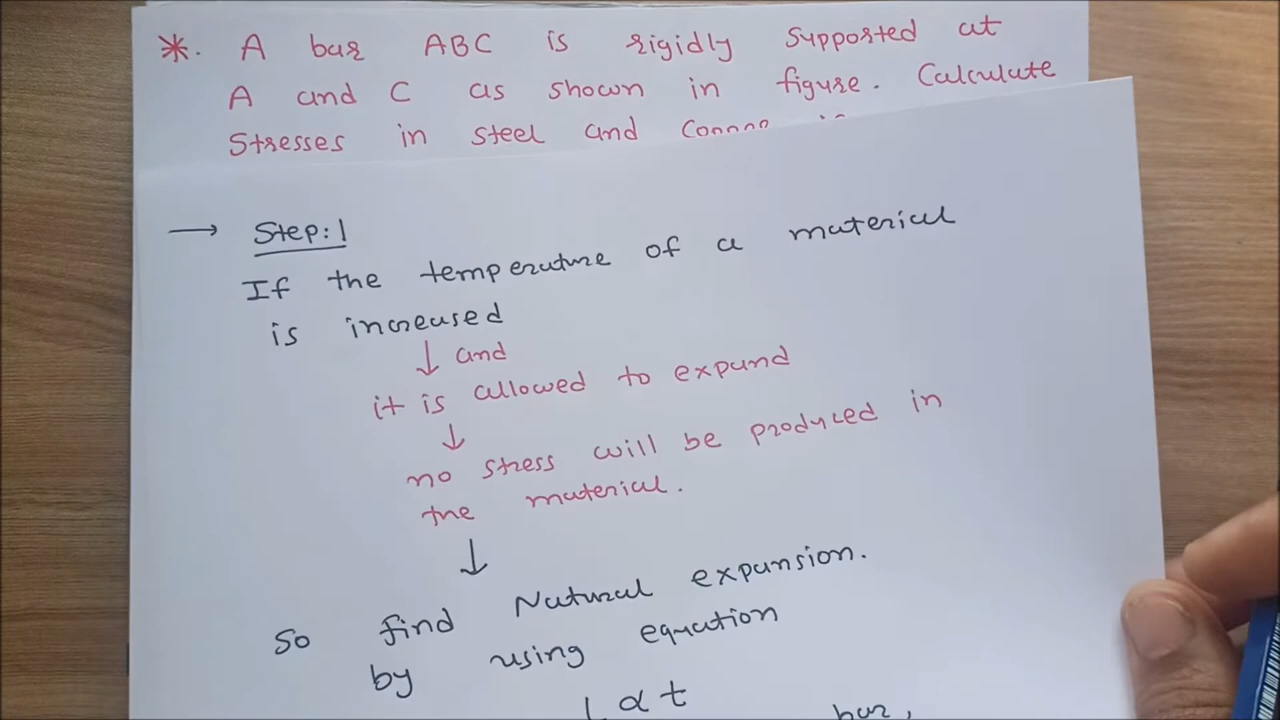 *. A bar ABC is rigidly supported at
A and C as shown in figure. Calculate
Stresses in steel and
→ Step:1
If the temperature of a material
is increased
↓ and
it is allowed to expand
↓
no stress will be produced in
the material.
↓
So find Natural expansion.
by using equation
L α t
bar,